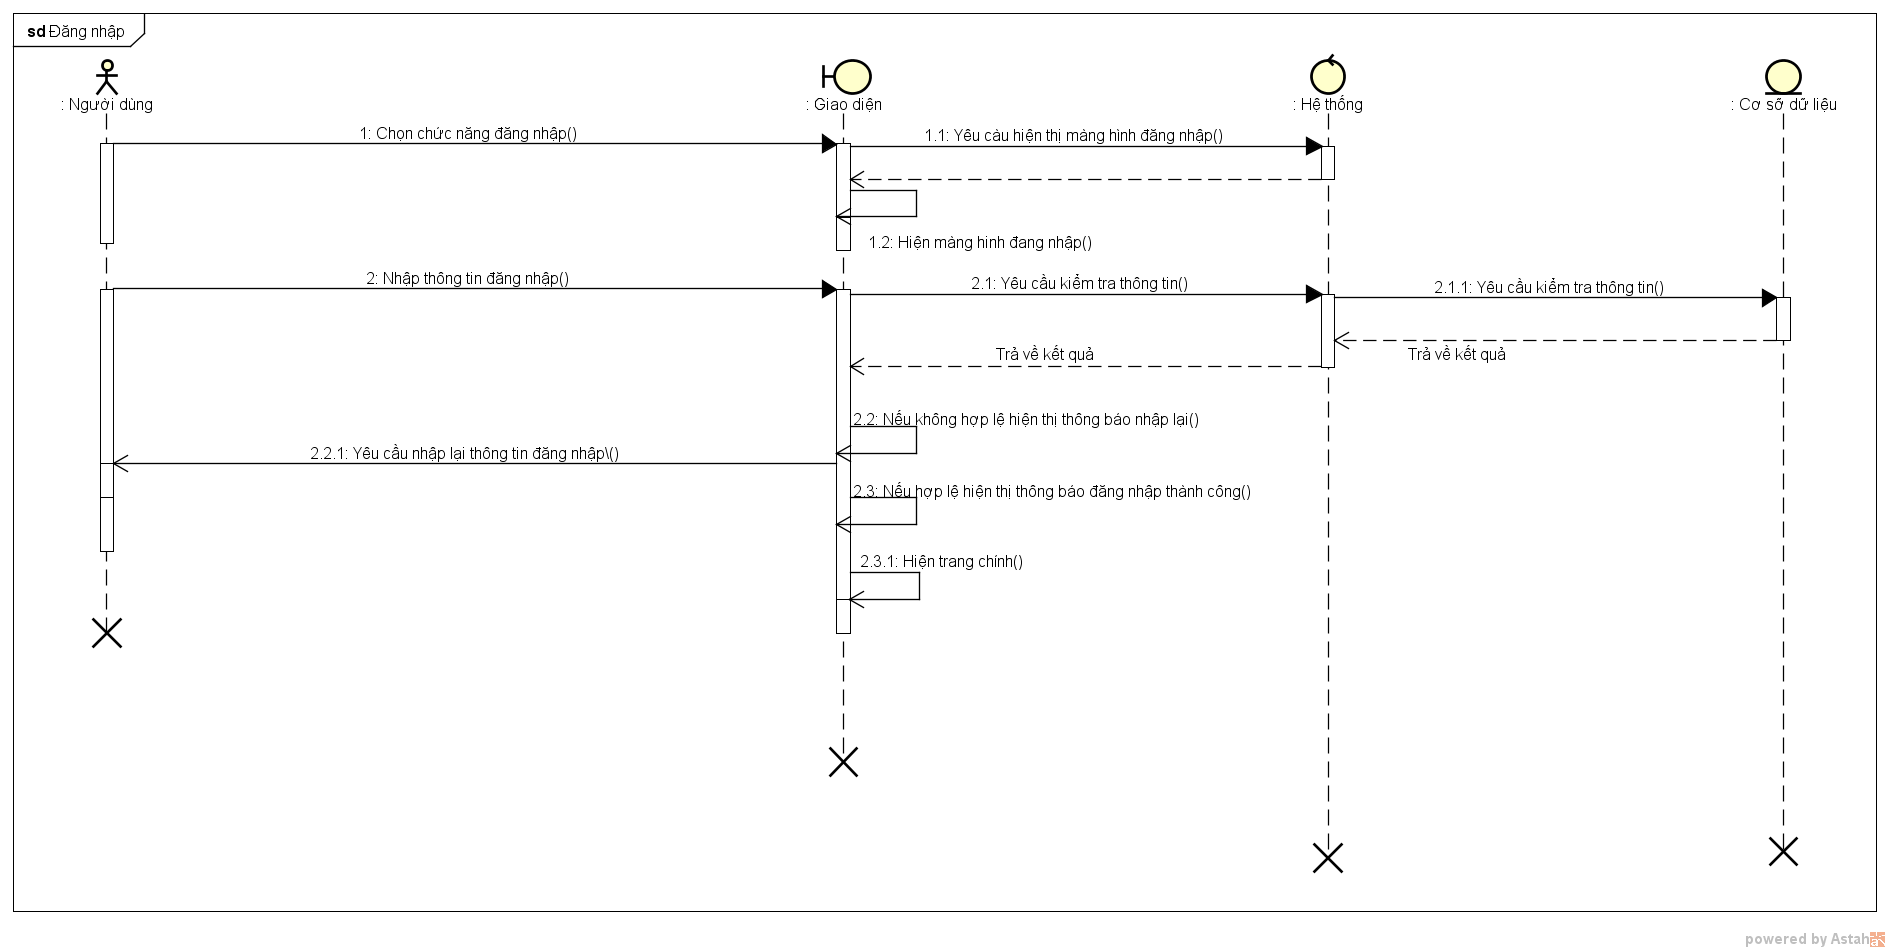 sd Đăng nhập
: Người dùng
: Giao diện
: Hệ thống
: Cơ sỡ dữ liệu
1: Chọn chức năng đăng nhập()
1.1: Yêu càu hiện thị màng hình đăng nhập()
1.2: Hiện màng hinh đang nhập()
2: Nhập thông tin đăng nhập()
2.1: Yêu cầu kiểm tra thông tin()
2.1.1: Yêu cầu kiểm tra thông tin()
Trả về kết quả
Trả về kết quả
2.2: Nếu không hợp lệ hiện thị thông báo nhập lại()
2.2.1: Yêu cầu nhập lại thông tin đăng nhập\()
2.3: Nếu hợp lệ hiện thị thông báo đăng nhập thành công()
2.3.1: Hiện trang chính()
powered by Astah